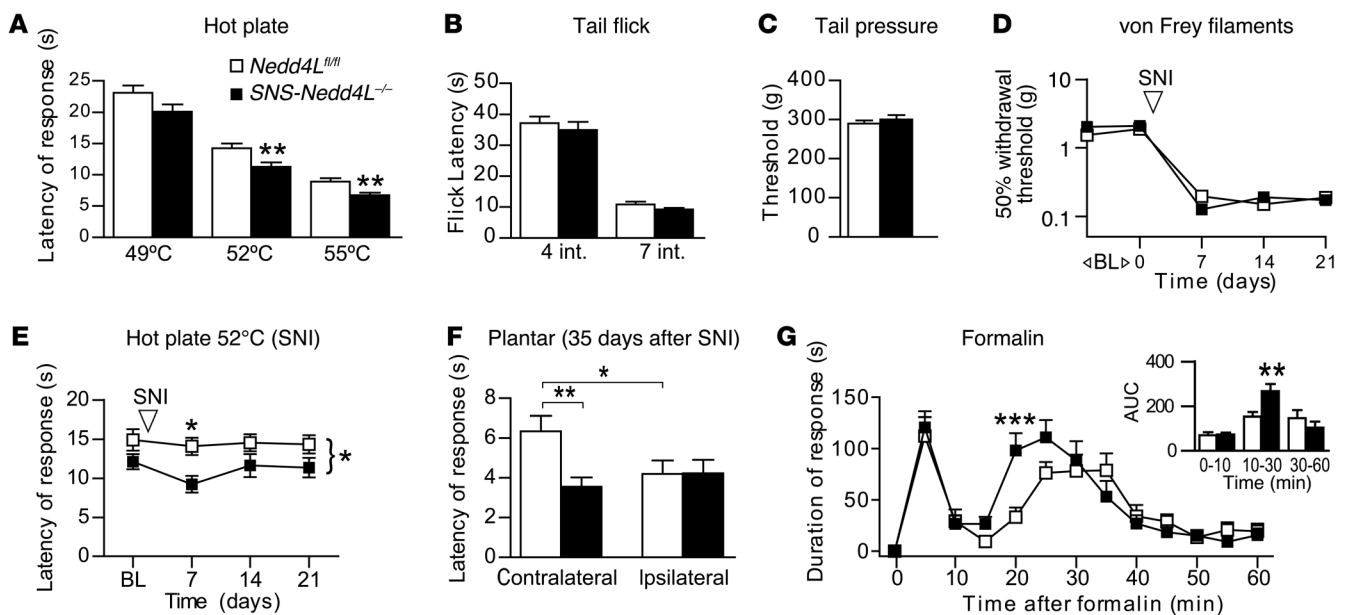 A Hot plate
Latency of response (s)
25
20
15
10
5
0
Nedd4Lfl/fl
SNS-Nedd4L–/–
**
**
49ºC 52ºC 55ºC
B Tail flick
Flick Latency (s)
50
40
30
20
10
0
4 int. 7 int.
C Tail pressure
Threshold (g)
400
300
200
100
0
D von Frey filaments
50% withdrawal
threshold (g)
10
1
0.1
SNI
◁BL▷ 0 7 14 21
Time (days)
E Hot plate 52°C (SNI)
Latency of response (s)
20
15
10
5
0
SNI
*
*
BL 7 14 21
Time (days)
F Plantar (35 days after SNI)
Latency of response (s)
8
6
4
2
0
*
**
Contralateral Ipsilateral
G Formalin
Duration of response (s)
150
100
50
0
***
0 10 20 30 40 50 60
Time after formalin (min)
AUC
400
200
0
**
0-10 10-30 30-60
Time (min)